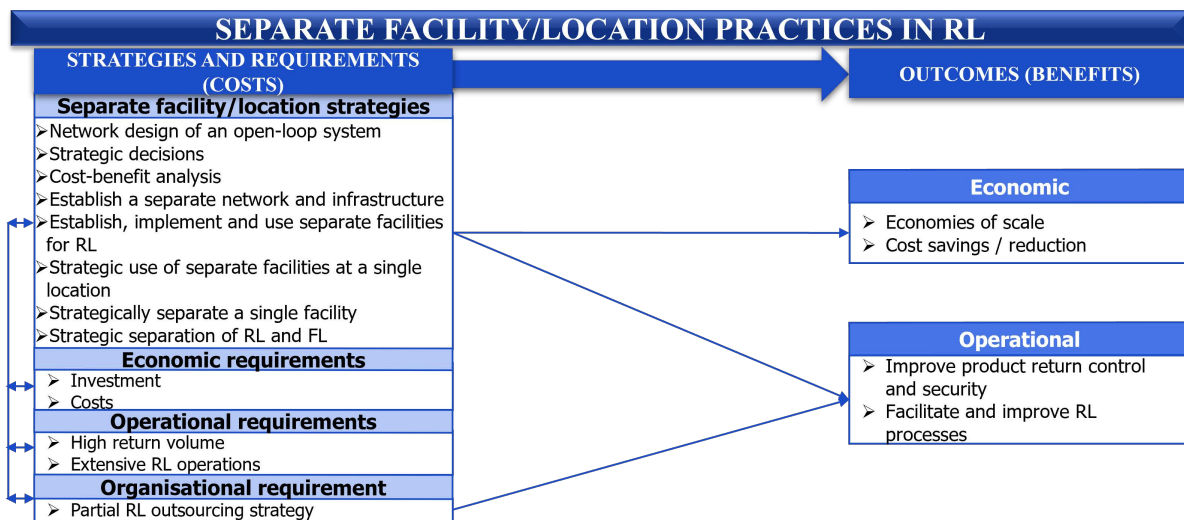 SEPARATE FACILITY/LOCATION PRACTICES IN RL
STRATEGIES AND REQUIREMENTS
(COSTS)
OUTCOMES (BENEFITS)
Separate facility/location strategies
➢Network design of an open-loop system
➢Strategic decisions
➢Cost-benefit analysis
➢Establish a separate network and infrastructure
➢Establish, implement and use separate facilities
for RL
➢Strategic use of separate facilities at a single
location
➢Strategically separate a single facility
➢Strategic separation of RL and FL
Economic requirements
➢ Investment
➢ Costs
Operational requirements
➢ High return volume
➢ Extensive RL operations
Organisational requirement
➢ Partial RL outsourcing strategy
Economic
➢ Economies of scale
➢ Cost savings / reduction
Operational
➢ Improve product return control
and security
➢ Facilitate and improve RL
processes